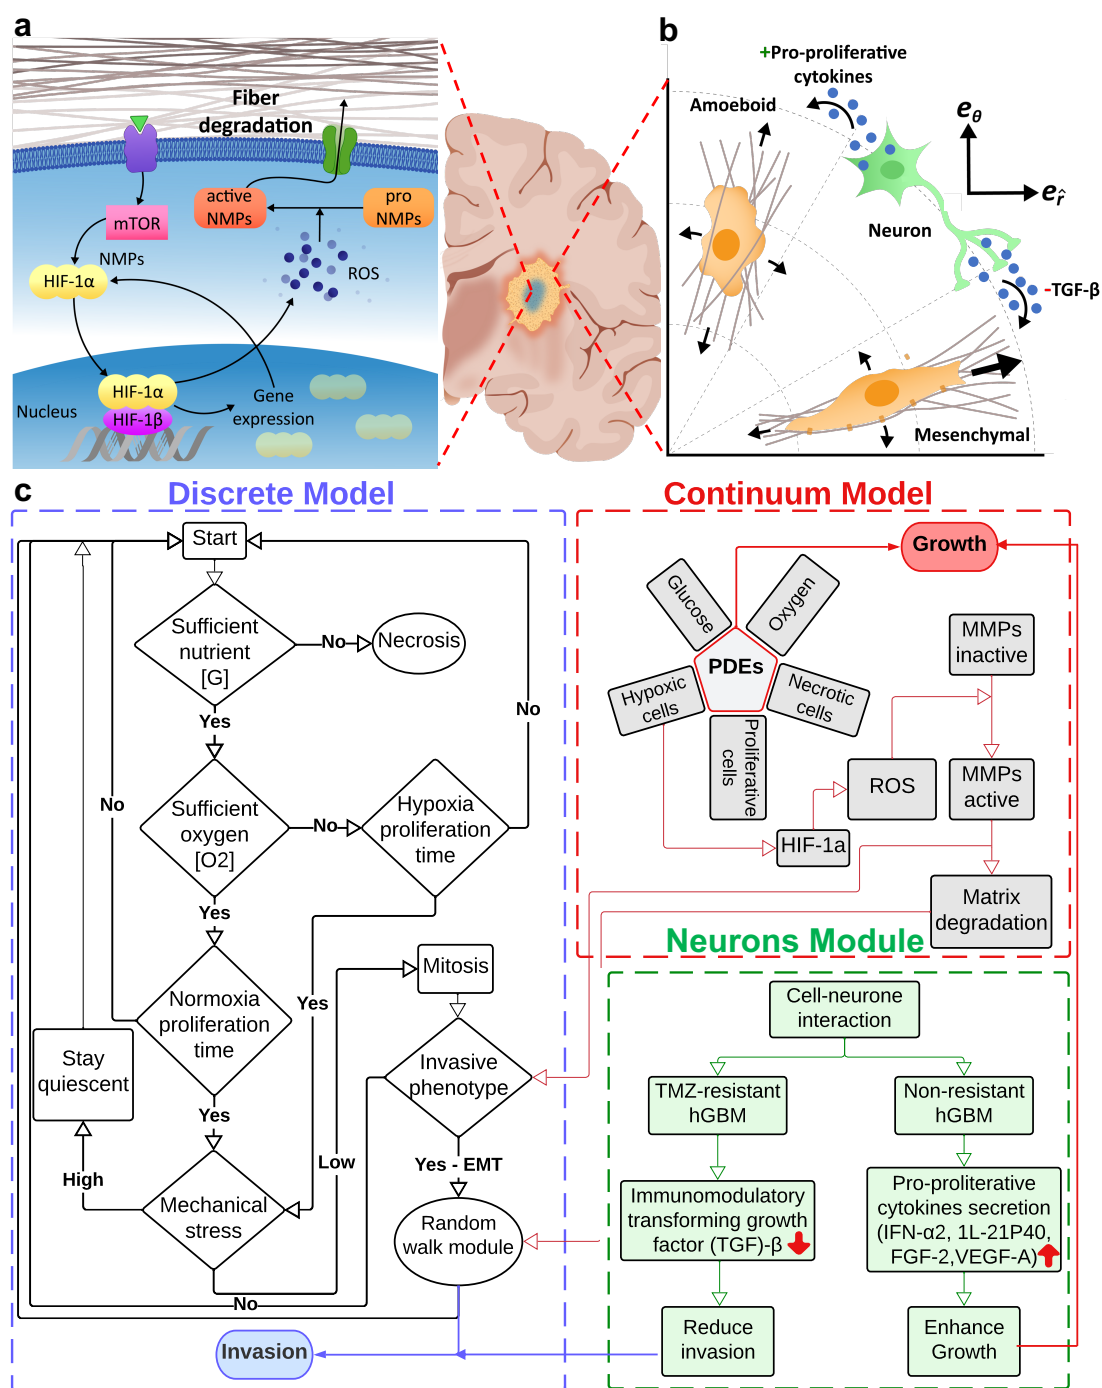 a
Fiber
degradation
active
NMPs
pro
NMPs
mTOR
NMPs
ROS
HIF-1α
HIF-1α
HIF-1β
Nucleus
Gene
expression
b
+Pro-proliferative
cytokines
Amoeboid
eθ
er̂
Neuron
-TGF-β
Mesenchymal
c
Discrete Model
Start
Sufficient
nutrient
[G]
No
Necrosis
Yes
No
Sufficient
oxygen
[O2]
No
Hypoxia
proliferation
time
No
Yes
Normoxia
proliferation
time
Yes
Mitosis
Stay
quiescent
Invasive
phenotype
Yes
High
Low
Yes - EMT
Mechanical
stress
Random
walk module
No
Invasion
Continuum Model
Growth
Glucose
Oxygen
PDEs
Hypoxic
cells
Necrotic
cells
Proliferative
cells
MMPs
inactive
ROS
MMPs
active
HIF-1a
Matrix
degradation
Neurons Module
Cell-neurone
interaction
TMZ-resistant
hGBM
Non-resistant
hGBM
Immunomodulatory
transforming growth
factor (TGF)-β
Pro-proliterative
cytokines secretion
(IFN-α2, 1L-21P40,
FGF-2,VEGF-A)
Reduce
invasion
Enhance
Growth